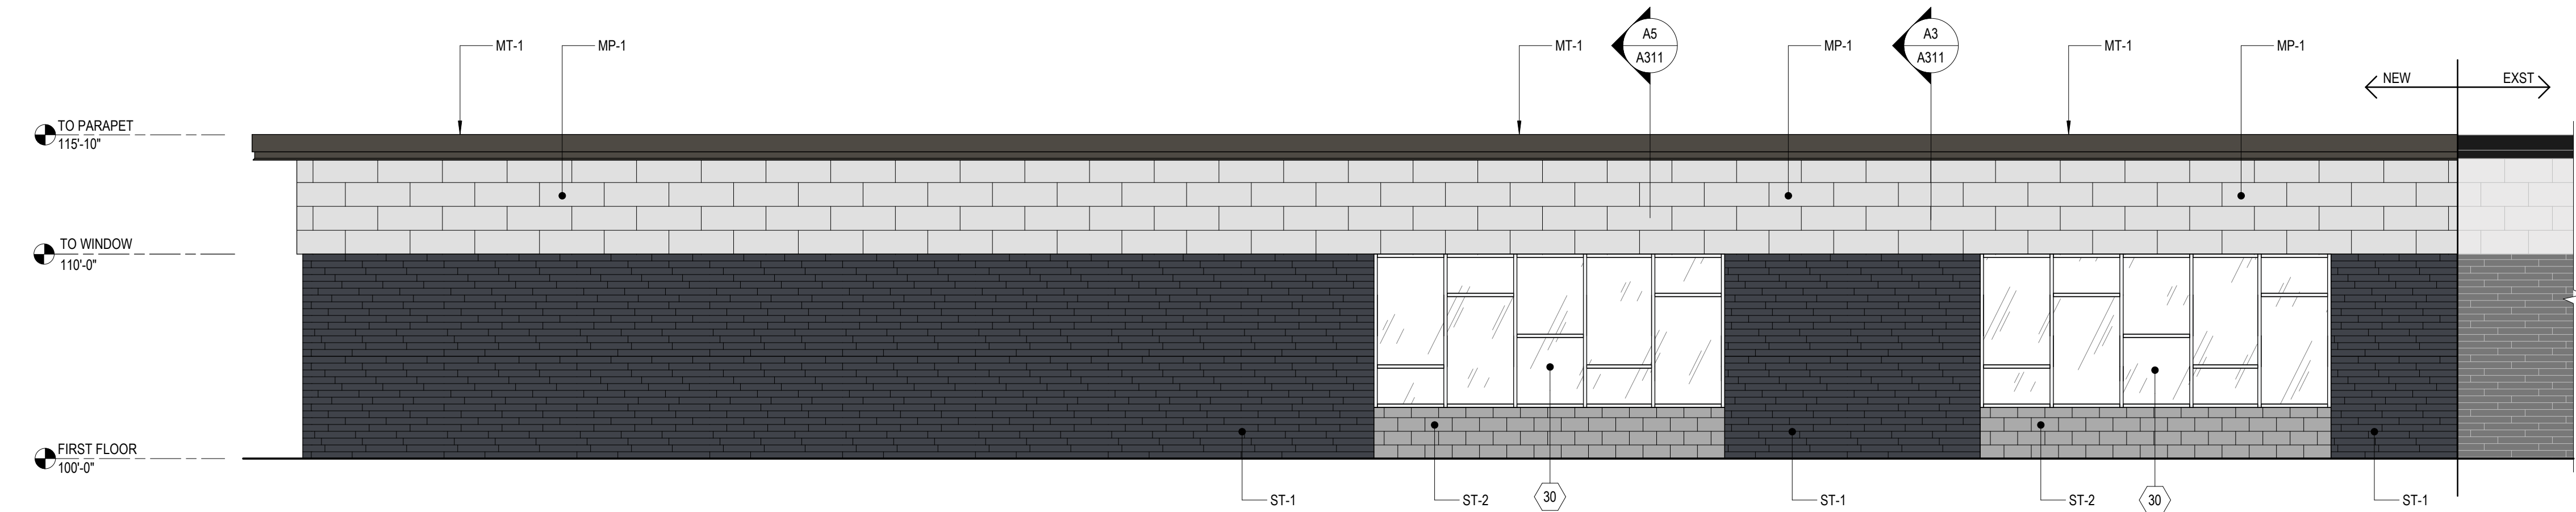 MT-1
MP-1
MT-1
A5
A311
MP-1
A3
A311
MT-1
MP-1
NEW
EXST
TO PARAPET
115'-10"
TO WINDOW
110'-0"
FIRST FLOOR
100'-0"
ST-1
ST-2
30
ST-1
ST-2
30
ST-1